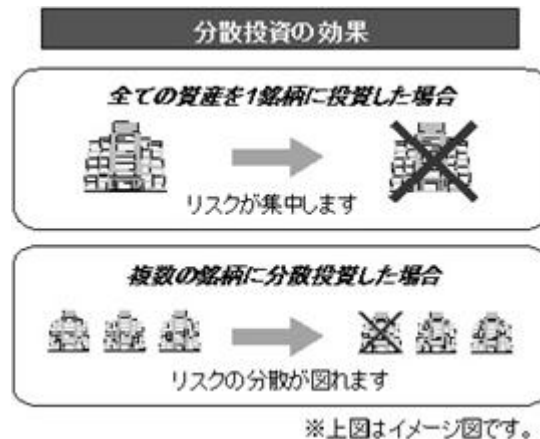 分散投資の効果
全ての資産を1銘柄に投資した場合
リスクが集中します
複数の銘柄に分散投資した場合
リスクの分散が図れます
※上図はイメージ図です。